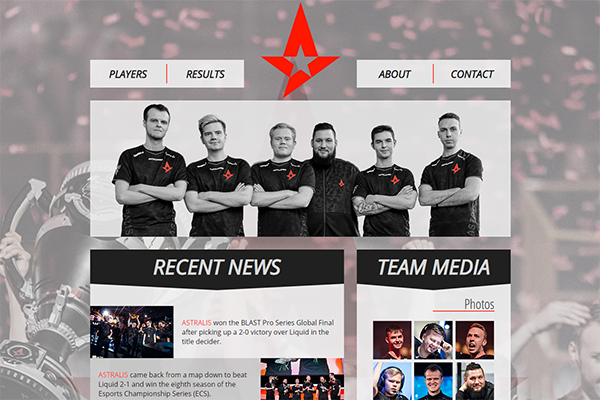 PLAYERS
RESULTS
ABOUT
CONTACT
RECENT NEWS
TEAM MEDIA
Photos
ASTRALIS won the BLAST Pro Series Global Final
after picking up a 2-0 victory over Liquid in the
title decider.
ASTRALIS came back from a map down to beat
Liquid 2-1 and win the eighth season of the
Esports Championship Series (ECS).